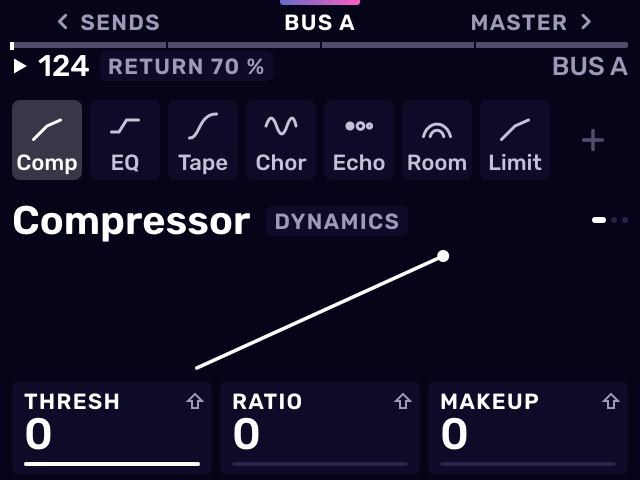 SENDS BUS A MASTER
124 RETURN 70 % BUS A
Comp EQ Tape Chor Echo Room Limit +
Compressor DYNAMICS
THRESH RATIO MAKEUP
0 0 0